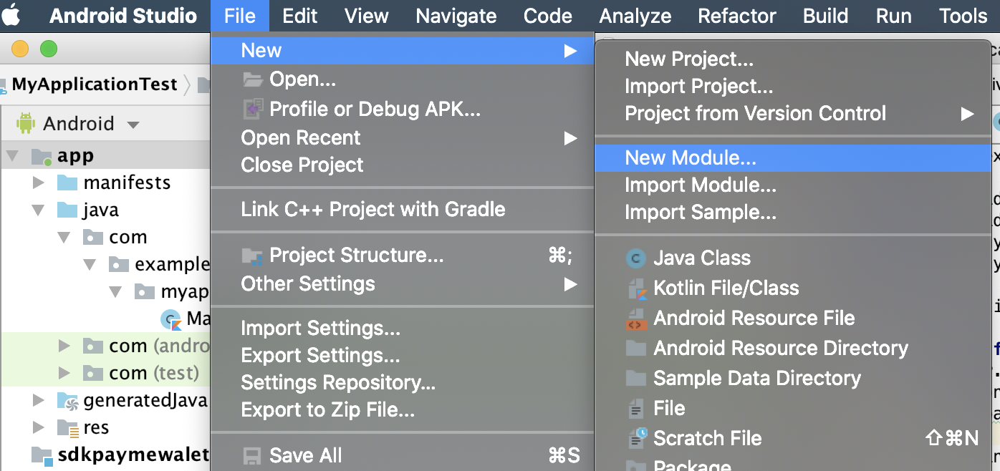 Android Studio File Edit View Navigate Code Analyze Refactor Build Run Tools
MyApplicationTest
Android
app
manifests
java
com
example
myap
Ma
com (andro
com (test)
generatedJava
res
sdkpaymewalet
New
Open...
Profile or Debug APK...
Open Recent
Close Project
Link C++ Project with Gradle
Project Structure... ⌘;
Other Settings
Import Settings...
Export Settings...
Settings Repository...
Export to Zip File...
Save All ⌘S
New Project...
Import Project...
Project from Version Control
New Module...
Import Module...
Import Sample...
Java Class
Kotlin File/Class
Android Resource File
Android Resource Directory
Sample Data Directory
File
Scratch File ⇧⌘N
Package